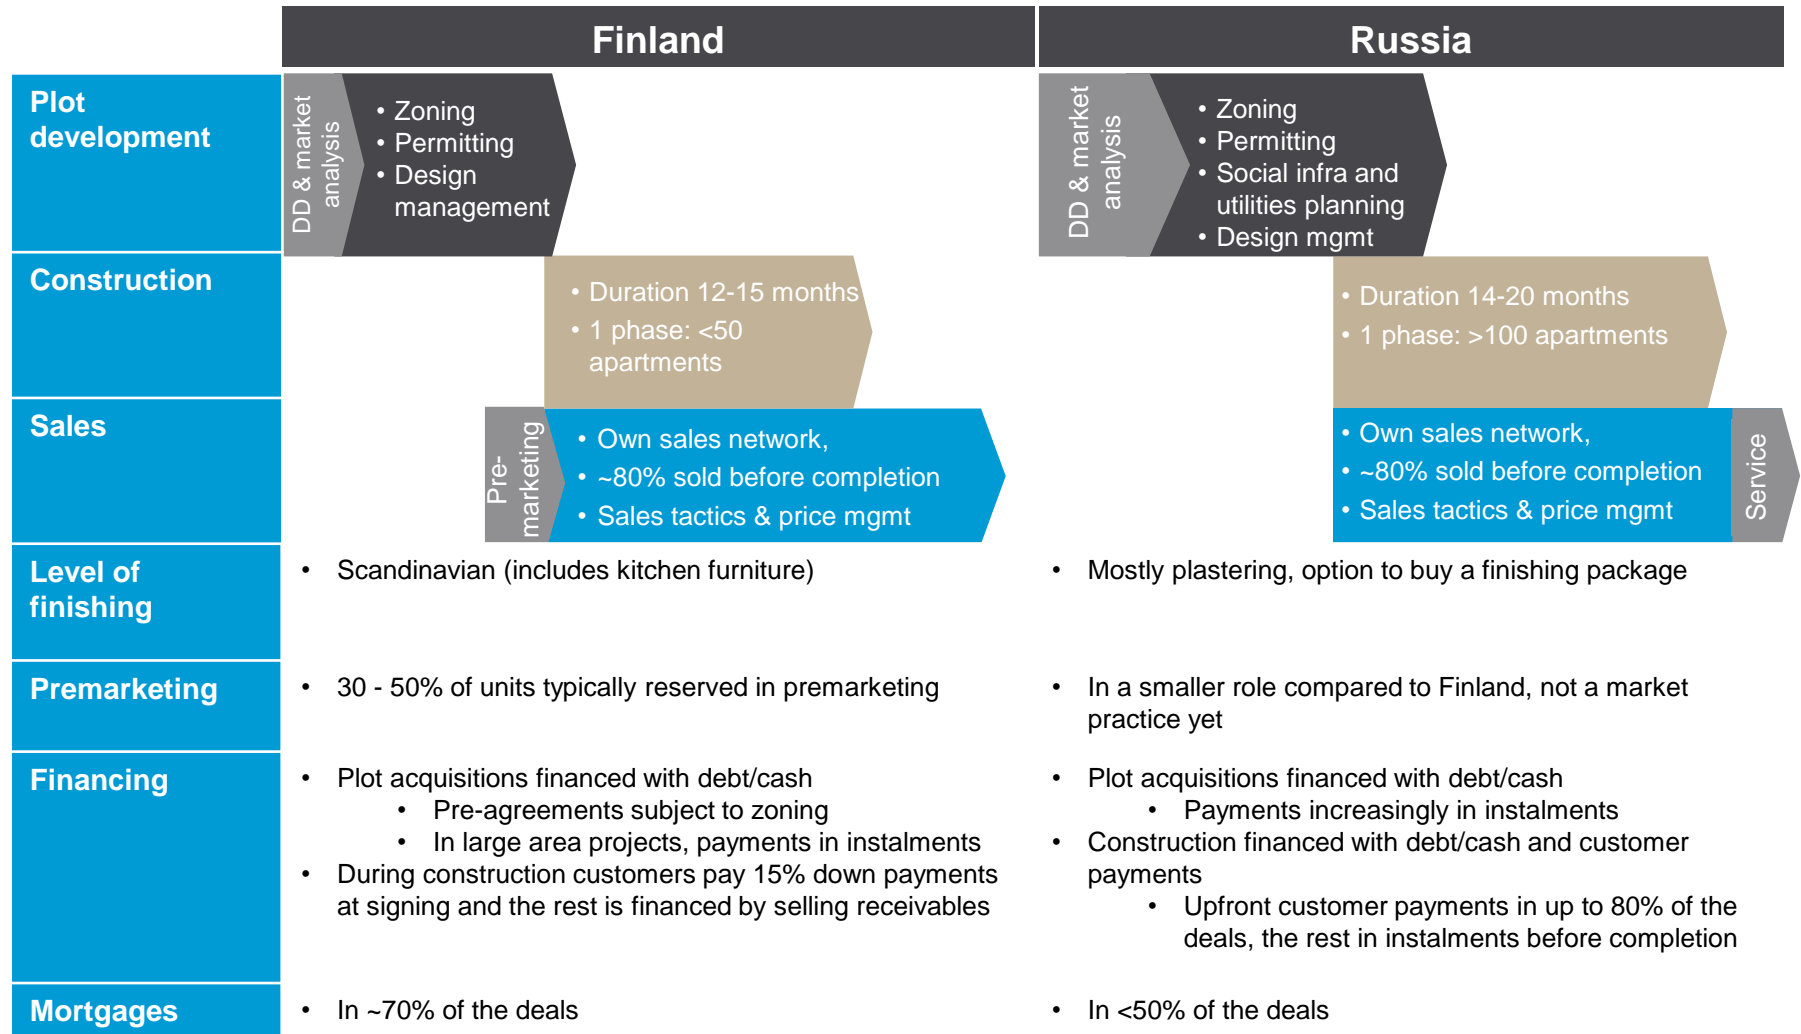 Finland
Russia
Plot
development
DD & market
analysis
• Zoning
• Permitting
• Design
management
DD & market
analysis
• Zoning
• Permitting
• Social infra and
utilities planning
• Design mgmt
Construction
• Duration 12-15 months
• 1 phase: <50
apartments
• Duration 14-20 months
• 1 phase: >100 apartments
Sales
Pre-
marketing
• Own sales network,
• ~80% sold before completion
• Sales tactics & price mgmt
• Own sales network,
• ~80% sold before completion
• Sales tactics & price mgmt
Service
Level of
finishing
• Scandinavian (includes kitchen furniture)
• Mostly plastering, option to buy a finishing package
Premarketing
• 30 - 50% of units typically reserved in premarketing
• In a smaller role compared to Finland, not a market
practice yet
Financing
• Plot acquisitions financed with debt/cash
• Pre-agreements subject to zoning
• In large area projects, payments in instalments
• During construction customers pay 15% down payments
at signing and the rest is financed by selling receivables
• Plot acquisitions financed with debt/cash
• Payments increasingly in instalments
• Construction financed with debt/cash and customer
payments
• Upfront customer payments in up to 80% of the
deals, the rest in instalments before completion
Mortgages
• In ~70% of the deals
• In <50% of the deals